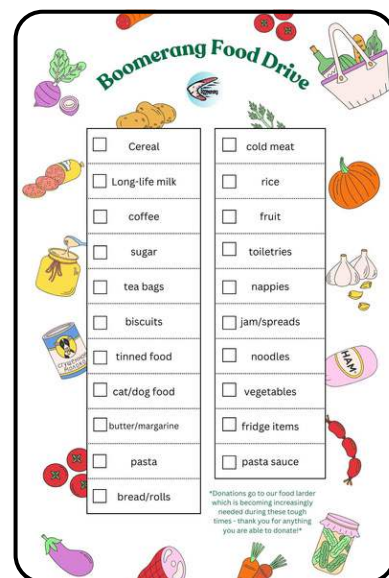 Boomerang Food Drive
Cereal
Long-life milk
coffee
sugar
tea bags
biscuits
tinned food
cat/dog food
butter/margarine
pasta
bread/rolls
cold meat
rice
fruit
toiletries
nappies
jam/spreads
noodles
vegetables
fridge items
pasta sauce
HAM
*Donations go to our food larder
which is becoming increasingly
needed during these tough
times - thank you for anything
you are able to donate!*